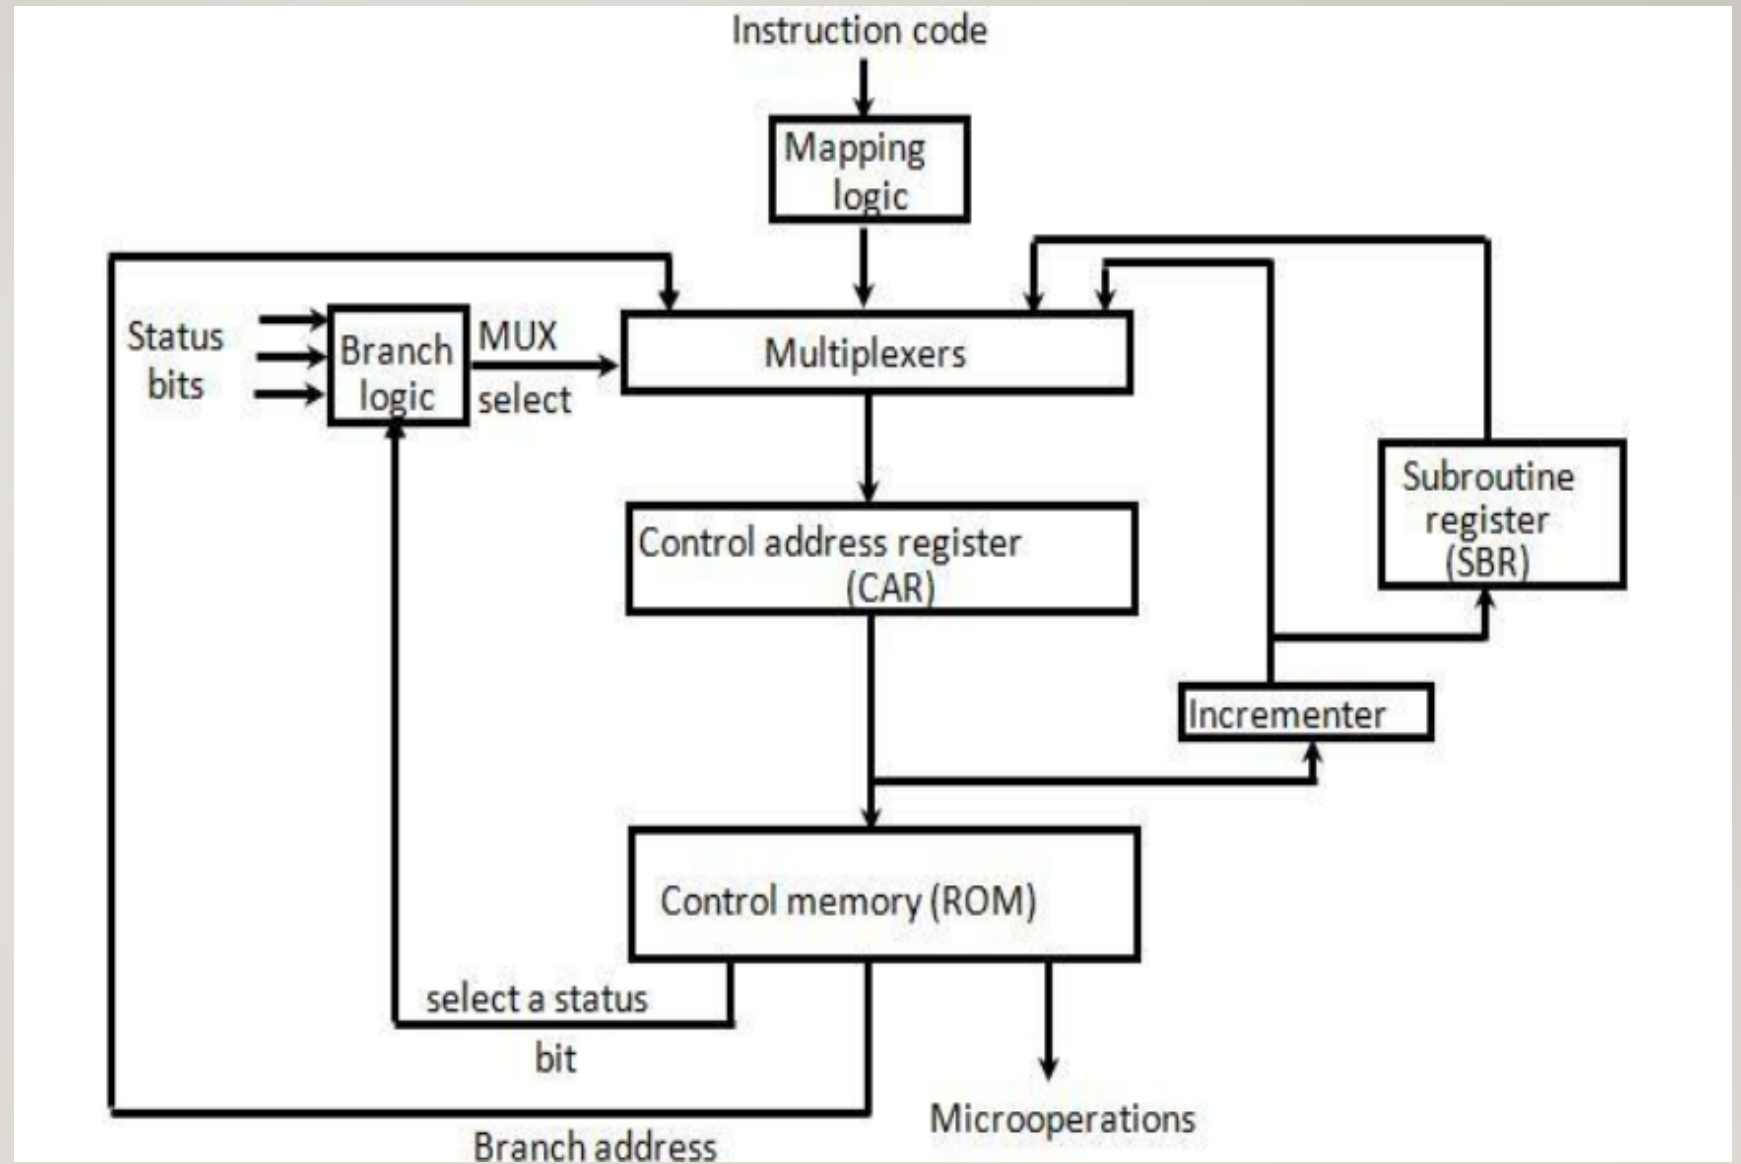 Instruction code
Mapping
logic
Status
bits
Branch
logic
MUX
select
Multiplexers
Control address register
(CAR)
Subroutine
register
(SBR)
Incrementer
Control memory (ROM)
select a status
bit
Microoperations
Branch address